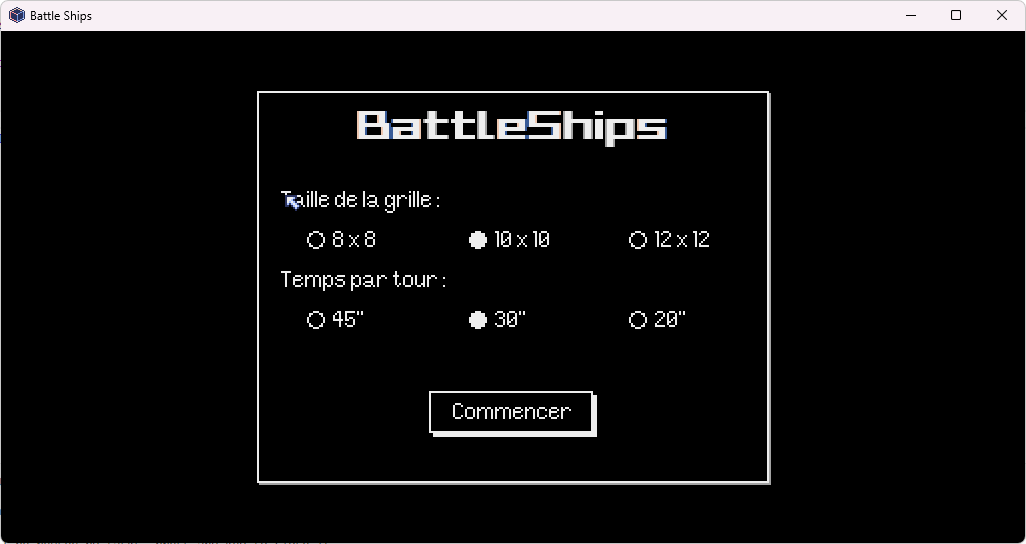 Battle Ships
BattleShips
Taille de la grille :
8 x 8 10 x 10 12 x 12
Temps par tour :
45" 30" 20"
Commencer